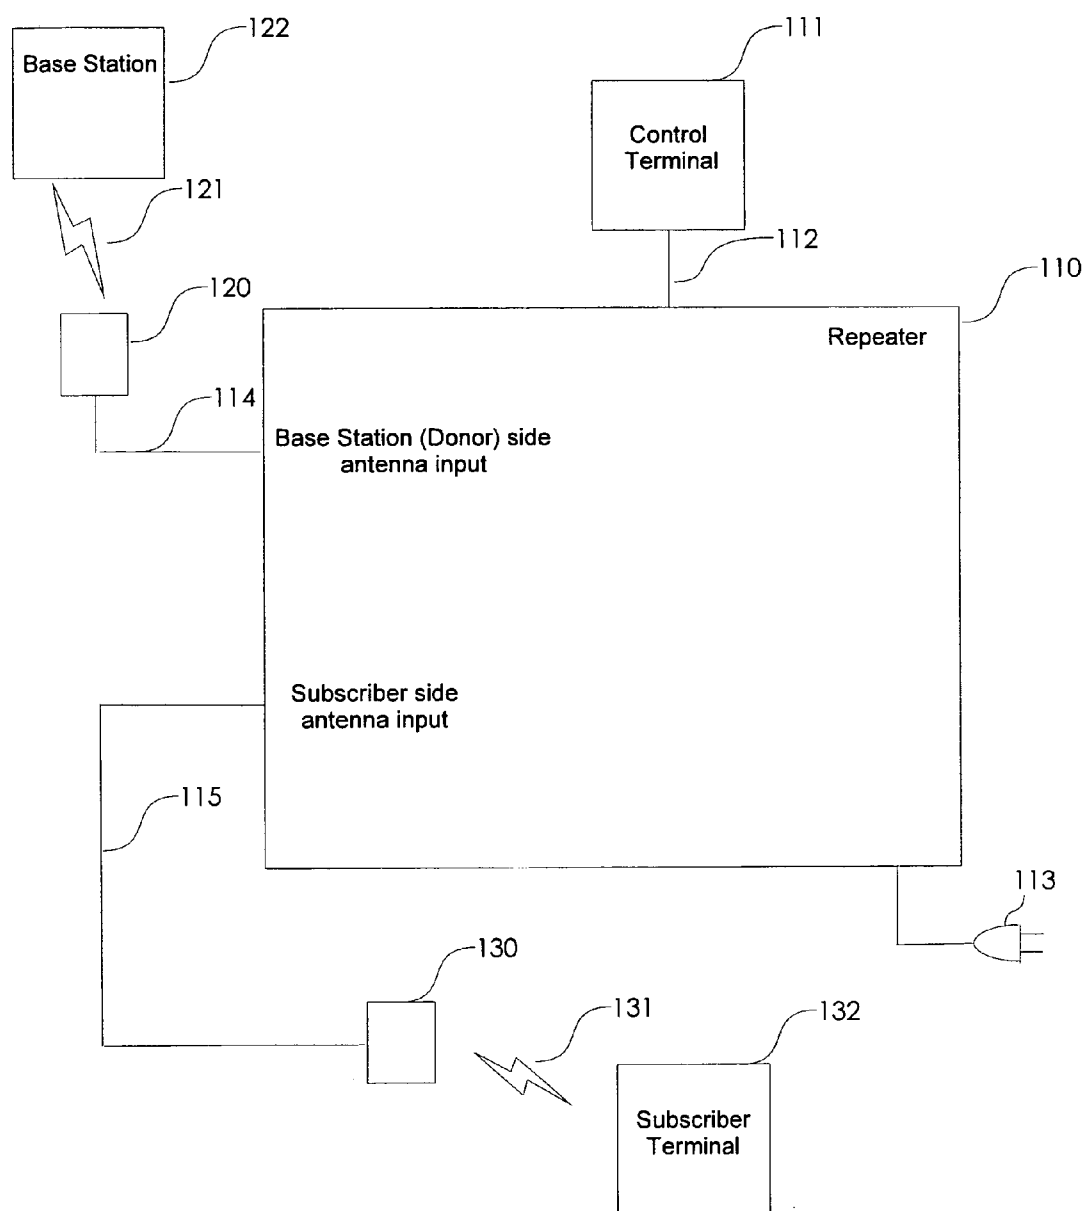 122
Base Station
111
Control
Terminal
121
112
110
120
Repeater
114
Base Station (Donor) side
antenna input
Subscriber side
antenna input
115
113
130
131
132
Subscriber
Terminal